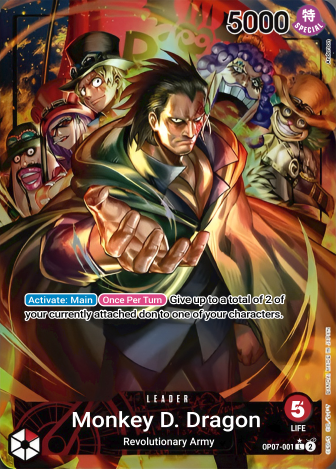 5000
特
SPECIAL
Activate: Main Once Per Turn Give up to a total of 2 of
your currently attached don to one of your characters.
LEADER
Monkey D. Dragon
Revolutionary Army
5
LIFE
OP07-001 L 2